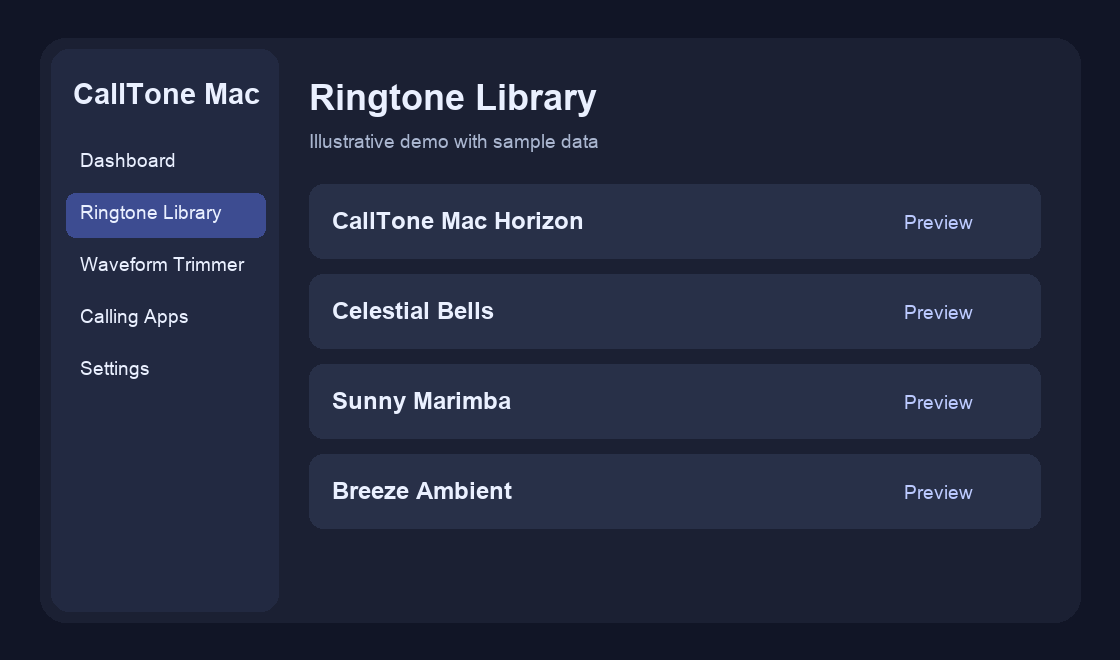 CallTone Mac
Dashboard
Ringtone Library
Waveform Trimmer
Calling Apps
Settings
Ringtone Library
Illustrative demo with sample data
CallTone Mac Horizon Preview
Celestial Bells Preview
Sunny Marimba Preview
Breeze Ambient Preview